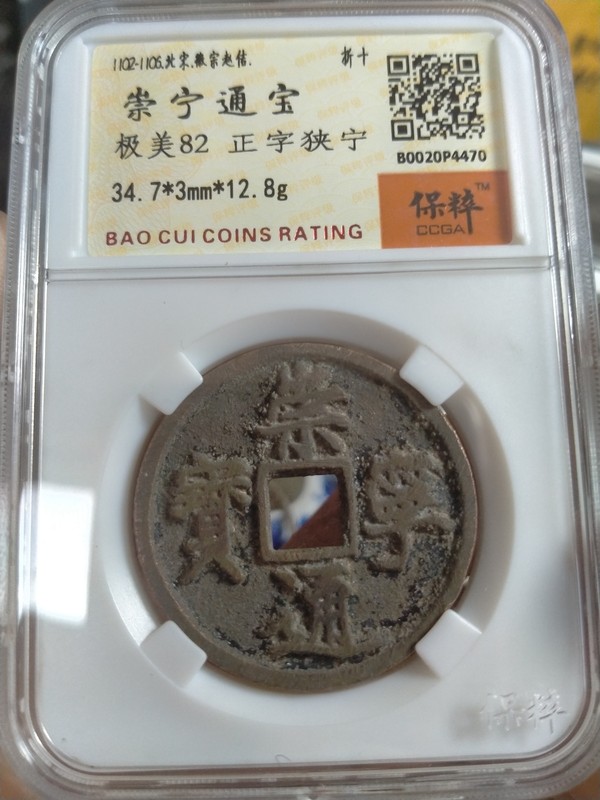 1102-1106.北宋.徽宗赵佶. 折十
崇宁通宝
极美82 正字狭宁
B0020P4470
34.7*3mm*12.8g
保粹™
CCGA
BAO CUI COINS RATING
崇
寶 寧
通
保粹